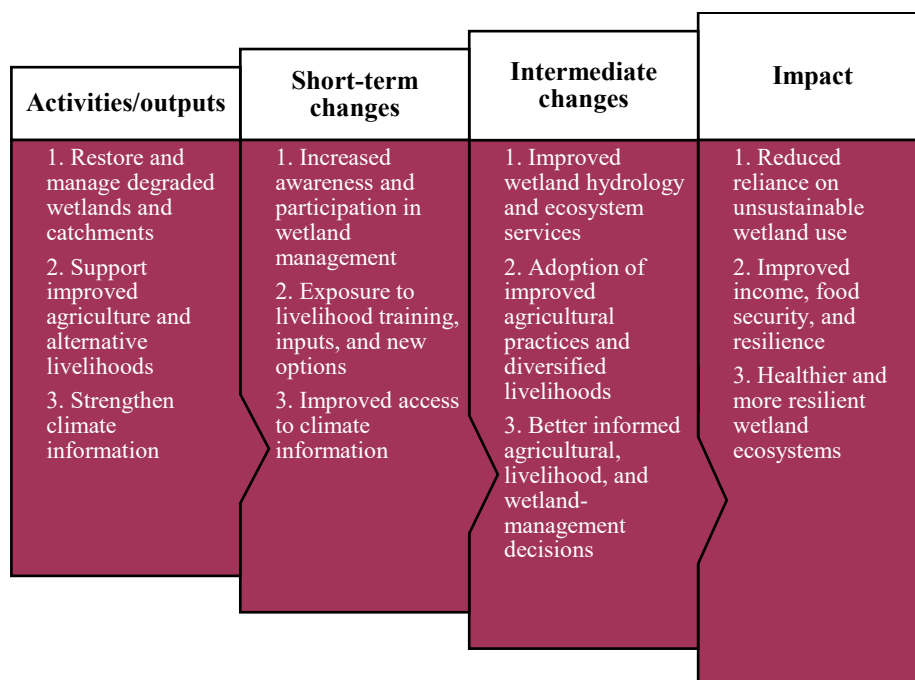 Activities/outputs
1. Restore and
manage degraded
wetlands and
catchments
2. Support
improved
agriculture and
alternative
livelihoods
3. Strengthen
climate
information
Short-term
changes
1. Increased
awareness and
participation in
wetland
management
2. Exposure to
livelihood training,
inputs, and new
options
3. Improved access
to climate
information
Intermediate
changes
1. Improved
wetland hydrology
and ecosystem
services
2. Adoption of
improved
agricultural
practices and
diversified
livelihoods
3. Better informed
agricultural,
livelihood, and
wetland-
management
decisions
Impact
1. Reduced
reliance on
unsustainable
wetland use
2. Improved
income, food
security, and
resilience
3. Healthier and
more resilient
wetland
ecosystems